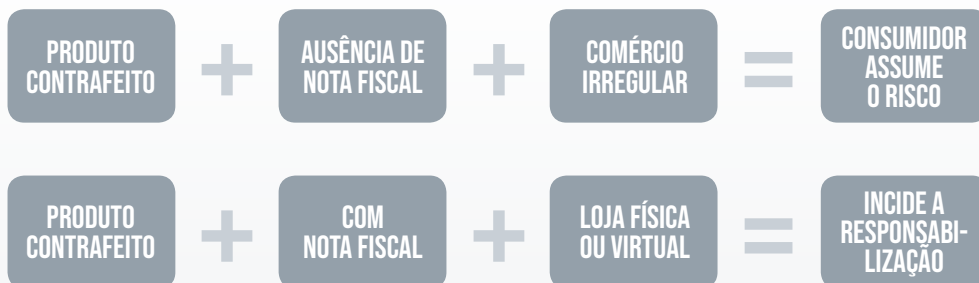 PRODUTO
CONTRAFEITO
+
AUSÊNCIA DE
NOTA FISCAL
+
COMÉRCIO
IRREGULAR
=
CONSUMIDOR
ASSUME
O RISCO
PRODUTO
CONTRAFEITO
+
COM
NOTA FISCAL
+
LOJA FÍSICA
OU VIRTUAL
=
INCIDE A
RESPONSABI-
LIZAÇÃO